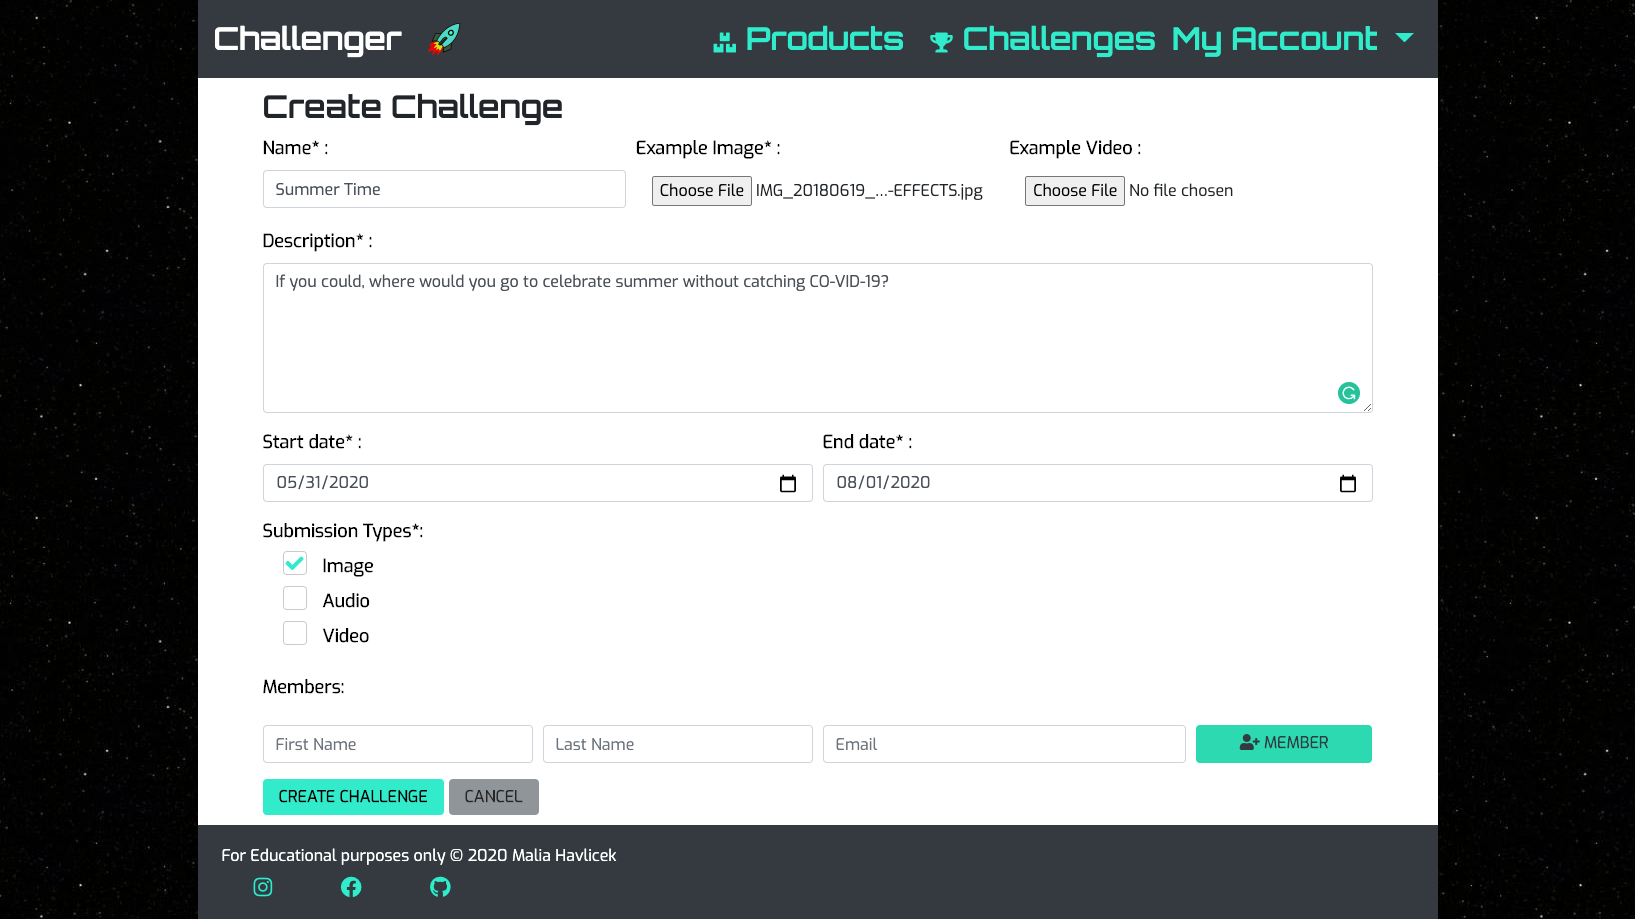 Challenger Products Challenges My Account
Create Challenge
Name* : Example Image* : Example Video :
Summer Time Choose File IMG_20180619_...-EFFECTS.jpg Choose File No file chosen
Description* :
If you could, where would you go to celebrate summer without catching CO-VID-19?
Start date* : End date* :
05/31/2020 08/01/2020
Submission Types*:
Image
Audio
Video
Members:
First Name Last Name Email MEMBER
CREATE CHALLENGE CANCEL
For Educational purposes only © 2020 Malia Havlicek